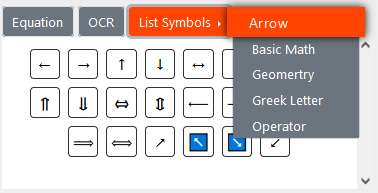 Equation OCR List Symbols Arrow
Basic Math
Geomertry
Greek Letter
Operator
← → ↑ ↓ ↔
⇑ ⇓ ⇔ ⇕ ⟵
⟹ ⟺ ↗ ↖ ↘ ↙